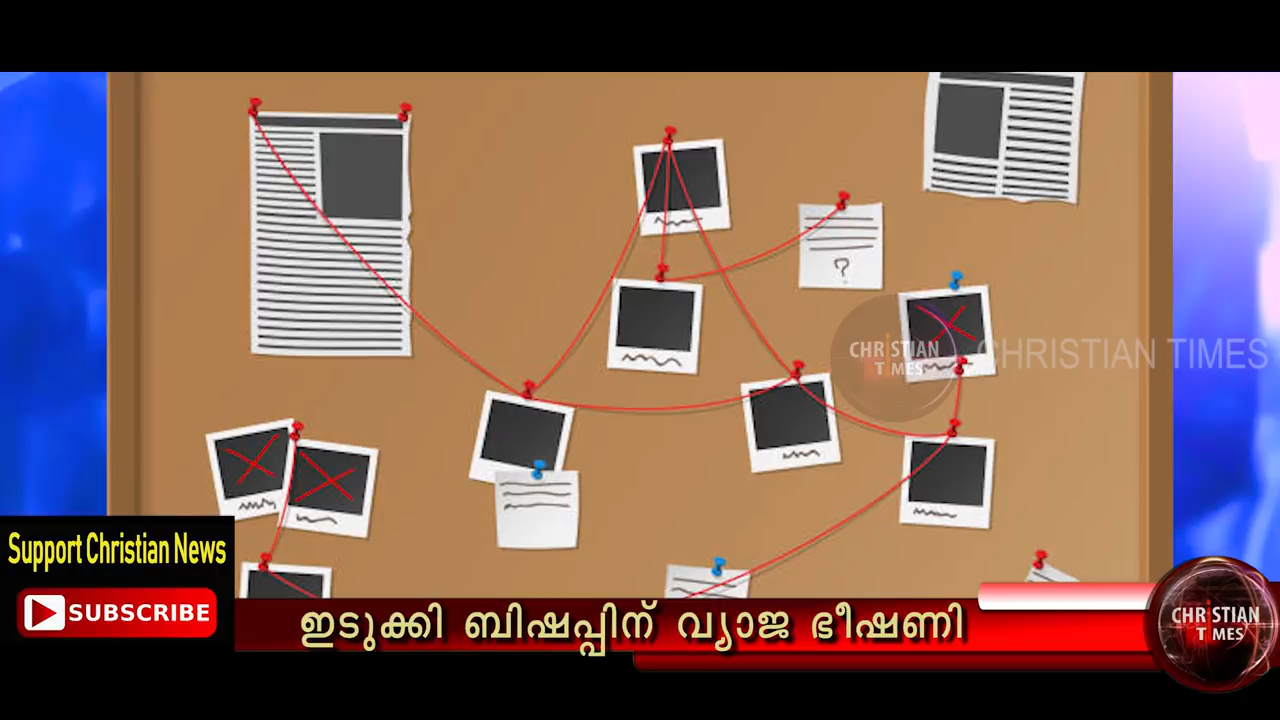 ?
CHRISTIAN
TIMES
CHRISTIAN TIMES
Support Christian News
SUBSCRIBE
ഇടുക്കി ബിഷപ്പിന് വ്യാജ ഭീഷണി
CHRISTIAN
TIMES